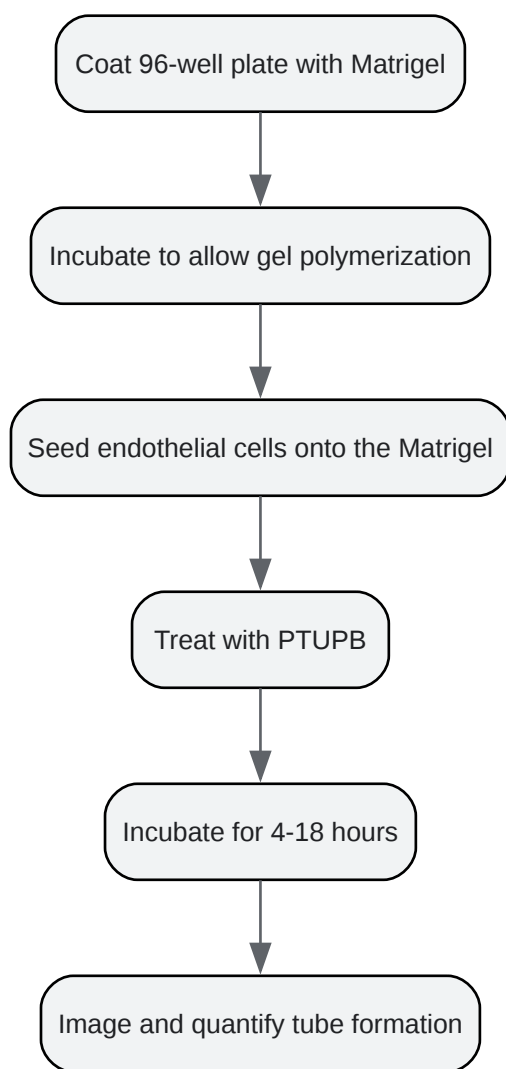 Coat 96-well plate with Matrigel
Incubate to allow gel polymerization
Seed endothelial cells onto the Matrigel
Treat with PTUPB
Incubate for 4-18 hours
Image and quantify tube formation